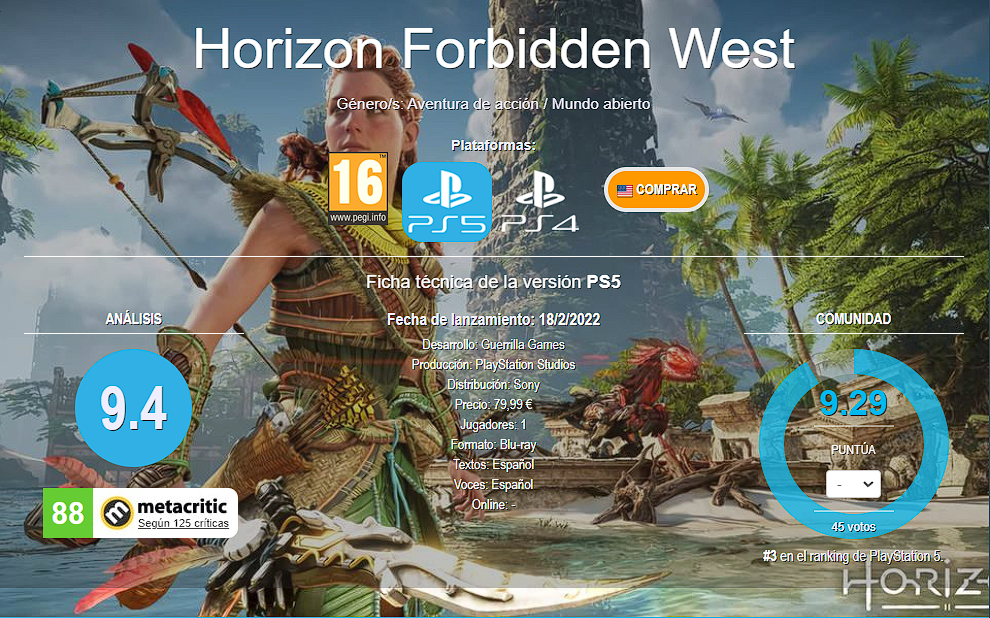 Horizon Forbidden West
Género/s: Aventura de acción / Mundo abierto
Plataformas:
16
www.pegi.info
PS5
PS4
COMPRAR
Ficha técnica de la versión PS5
ANÁLISIS
9.4
88
metacritic
Según 125 críticas
Fecha de lanzamiento: 18/2/2022
Desarrollo: Guerrilla Games
Producción: PlayStation Studios
Distribución: Sony
Precio: 79,99 €
Jugadores: 1
Formato: Blu-ray
Textos: Español
Voces: Español
Online: -
COMUNIDAD
9.29
PUNTÚA
-
45 votos
#3 en el ranking de PlayStation 5.
HORIZ